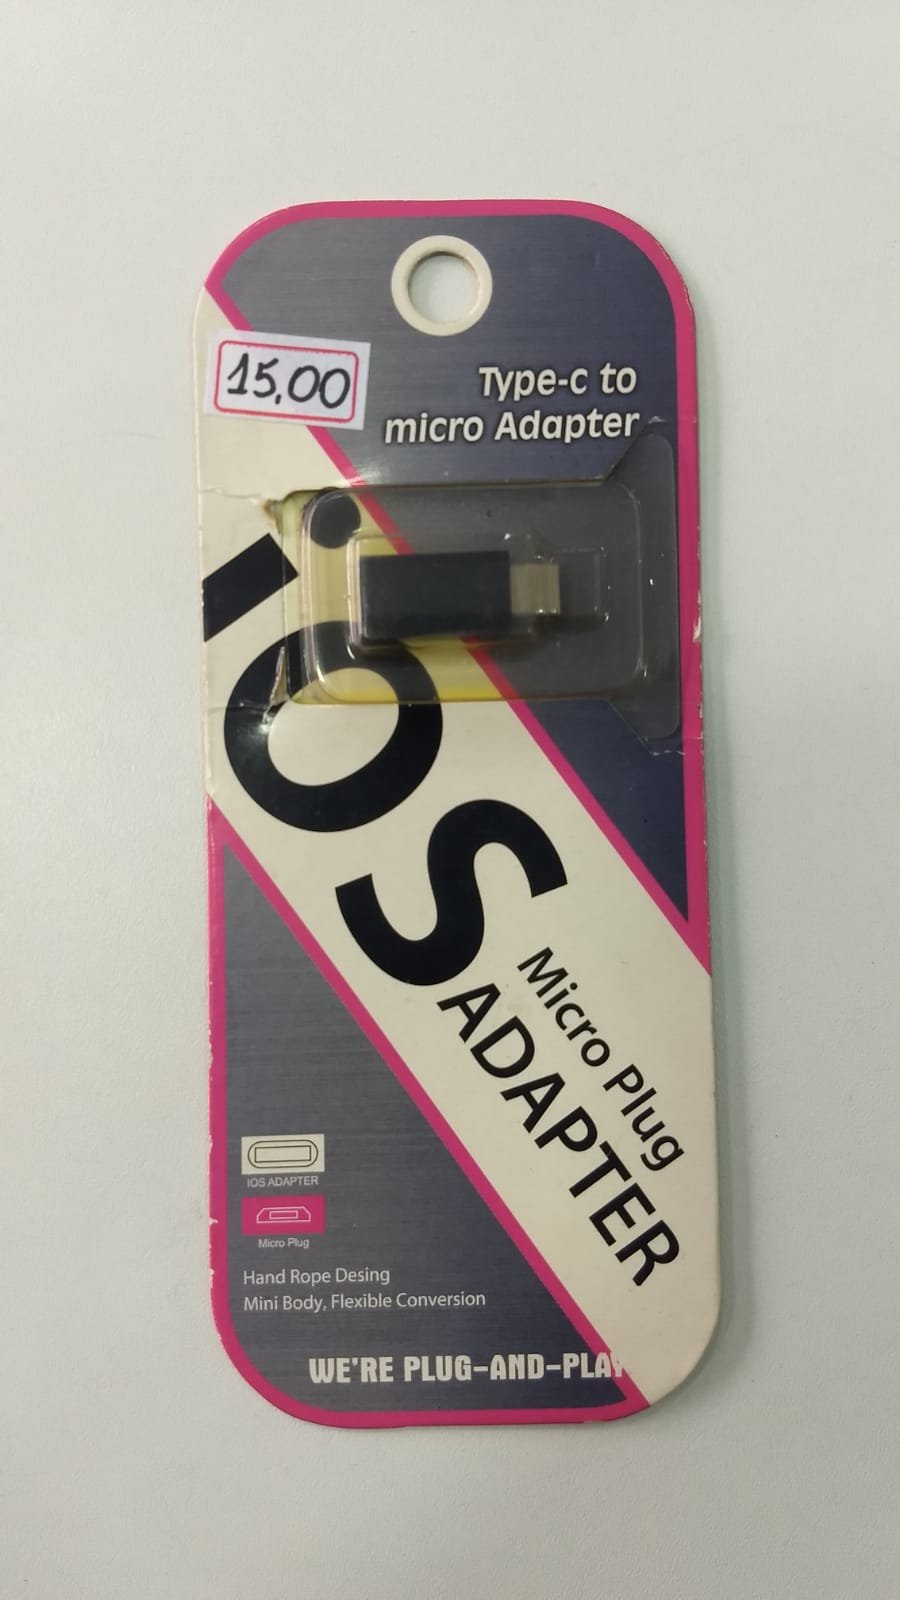 15,00
Type-c to
micro Adapter
iOS
Micro Plug
ADAPTER
IOS ADAPTER
Micro Plug
Hand Rope Desing
Mini Body, Flexible Conversion
WE'RE PLUG-AND-PLAY